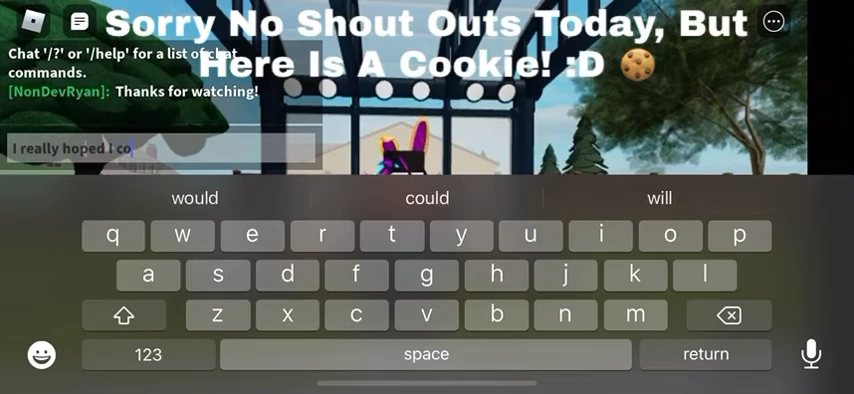 Sorry No Shout Outs Today, But
Here Is A Cookie! :D 🍪
Chat '/?' or '/help' for a list of chat
commands.
[NonDevRyan]: Thanks for watching!
I really hoped I co
would could will
q w e r t y u i o p
a s d f g h j k l
z x c v b n m
123 space return